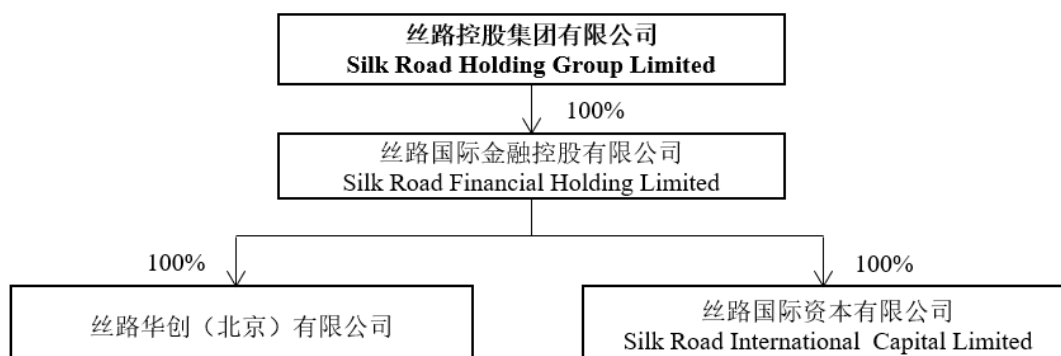 丝路控股集团有限公司
Silk Road Holding Group Limited
100%
丝路国际金融控股有限公司
Silk Road Financial Holding Limited
100%
100%
丝路华创（北京）有限公司
丝路国际资本有限公司
Silk Road International Capital Limited